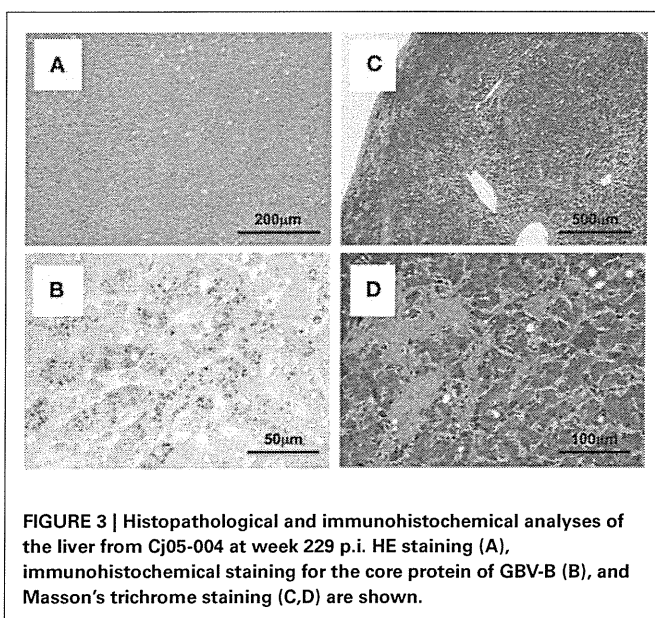 A
200μm
C
500μm
B
50μm
D
100μm
FIGURE 3 | Histopathological and immunohistochemical analyses of
the liver from Cj05-004 at week 229 p.i. HE staining (A),
immunohistochemical staining for the core protein of GBV-B (B), and
Masson's trichrome staining (C,D) are shown.